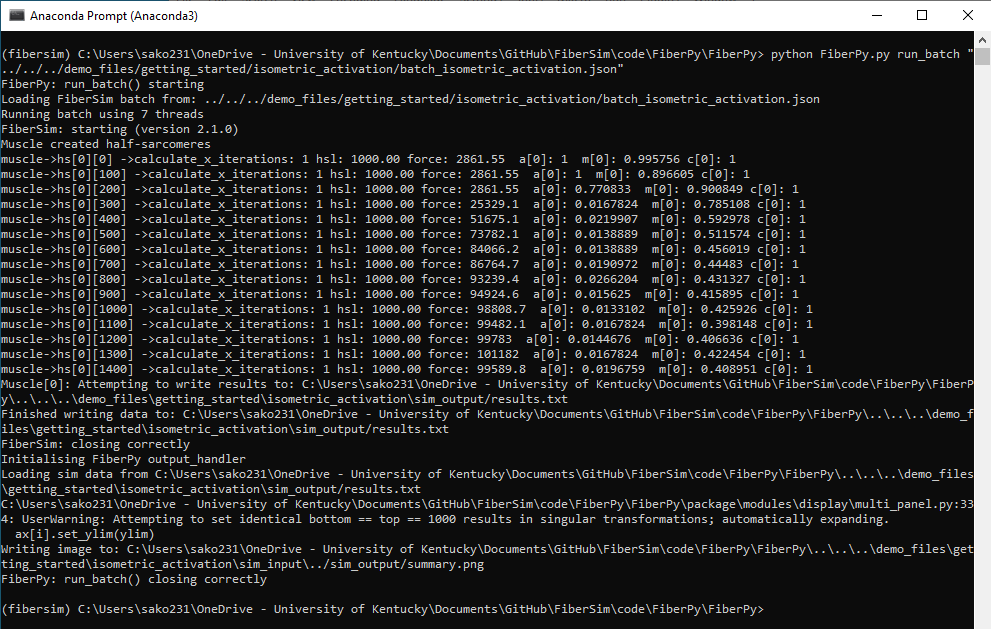 Anaconda Prompt (Anaconda3)
(fibersim) C:\Users\sako231\OneDrive - University of Kentucky\Documents\GitHub\FiberSim\code\FiberPy\FiberPy> python FiberPy.py run_batch "
../../../demo_files/getting_started/isometric_activation/batch_isometric_activation.json"
FiberPy: run_batch() starting
Loading FiberSim batch from: ../../../demo_files/getting_started/isometric_activation/batch_isometric_activation.json
Running batch using 7 threads
FiberSim: starting (version 2.1.0)
Muscle created half-sarcomeres
muscle->hs[0][0] ->calculate_x_iterations: 1 hsl: 1000.00 force: 2861.55  a[0]: 1  m[0]: 0.995756 c[0]: 1
muscle->hs[0][100] ->calculate_x_iterations: 1 hsl: 1000.00 force: 2861.55  a[0]: 1  m[0]: 0.896605 c[0]: 1
muscle->hs[0][200] ->calculate_x_iterations: 1 hsl: 1000.00 force: 2861.55  a[0]: 0.770833  m[0]: 0.900849 c[0]: 1
muscle->hs[0][300] ->calculate_x_iterations: 1 hsl: 1000.00 force: 25329.1  a[0]: 0.0167824  m[0]: 0.785108 c[0]: 1
muscle->hs[0][400] ->calculate_x_iterations: 1 hsl: 1000.00 force: 51675.1  a[0]: 0.0219907  m[0]: 0.592978 c[0]: 1
muscle->hs[0][500] ->calculate_x_iterations: 1 hsl: 1000.00 force: 73782.1  a[0]: 0.0138889  m[0]: 0.511574 c[0]: 1
muscle->hs[0][600] ->calculate_x_iterations: 1 hsl: 1000.00 force: 84066.2  a[0]: 0.0138889  m[0]: 0.456019 c[0]: 1
muscle->hs[0][700] ->calculate_x_iterations: 1 hsl: 1000.00 force: 86764.7  a[0]: 0.0190972  m[0]: 0.44483 c[0]: 1
muscle->hs[0][800] ->calculate_x_iterations: 1 hsl: 1000.00 force: 93239.4  a[0]: 0.0266204  m[0]: 0.431327 c[0]: 1
muscle->hs[0][900] ->calculate_x_iterations: 1 hsl: 1000.00 force: 94924.6  a[0]: 0.015625  m[0]: 0.415895 c[0]: 1
muscle->hs[0][1000] ->calculate_x_iterations: 1 hsl: 1000.00 force: 98808.7  a[0]: 0.0133102  m[0]: 0.425926 c[0]: 1
muscle->hs[0][1100] ->calculate_x_iterations: 1 hsl: 1000.00 force: 99482.1  a[0]: 0.0167824  m[0]: 0.398148 c[0]: 1
muscle->hs[0][1200] ->calculate_x_iterations: 1 hsl: 1000.00 force: 99783  a[0]: 0.0144676  m[0]: 0.406636 c[0]: 1
muscle->hs[0][1300] ->calculate_x_iterations: 1 hsl: 1000.00 force: 101182  a[0]: 0.0167824  m[0]: 0.422454 c[0]: 1
muscle->hs[0][1400] ->calculate_x_iterations: 1 hsl: 1000.00 force: 99589.8  a[0]: 0.0196759  m[0]: 0.408951 c[0]: 1
Muscle[0]: Attempting to write results to: C:\Users\sako231\OneDrive - University of Kentucky\Documents\GitHub\FiberSim\code\FiberPy\FiberP
y\..\..\..\demo_files\getting_started\isometric_activation\sim_output/results.txt
Finished writing data to: C:\Users\sako231\OneDrive - University of Kentucky\Documents\GitHub\FiberSim\code\FiberPy\FiberPy\..\..\..\demo_f
iles\getting_started\isometric_activation\sim_output/results.txt
FiberSim: closing correctly
Initialising FiberPy output_handler
Loading sim data from C:\Users\sako231\OneDrive - University of Kentucky\Documents\GitHub\FiberSim\code\FiberPy\FiberPy\..\..\..\demo_files
\getting_started\isometric_activation\sim_output/results.txt
C:\Users\sako231\OneDrive - University of Kentucky\Documents\GitHub\FiberSim\code\FiberPy\FiberPy\package\modules\display\multi_panel.py:33
4: UserWarning: Attempting to set identical bottom == top == 1000 results in singular transformations; automatically expanding.
  ax[i].set_ylim(ylim)
Writing image to: C:\Users\sako231\OneDrive - University of Kentucky\Documents\GitHub\FiberSim\code\FiberPy\FiberPy\..\..\..\demo_files\get
ting_started\isometric_activation\sim_input\../sim_output/summary.png
FiberPy: run_batch() closing correctly
(fibersim) C:\Users\sako231\OneDrive - University of Kentucky\Documents\GitHub\FiberSim\code\FiberPy\FiberPy>